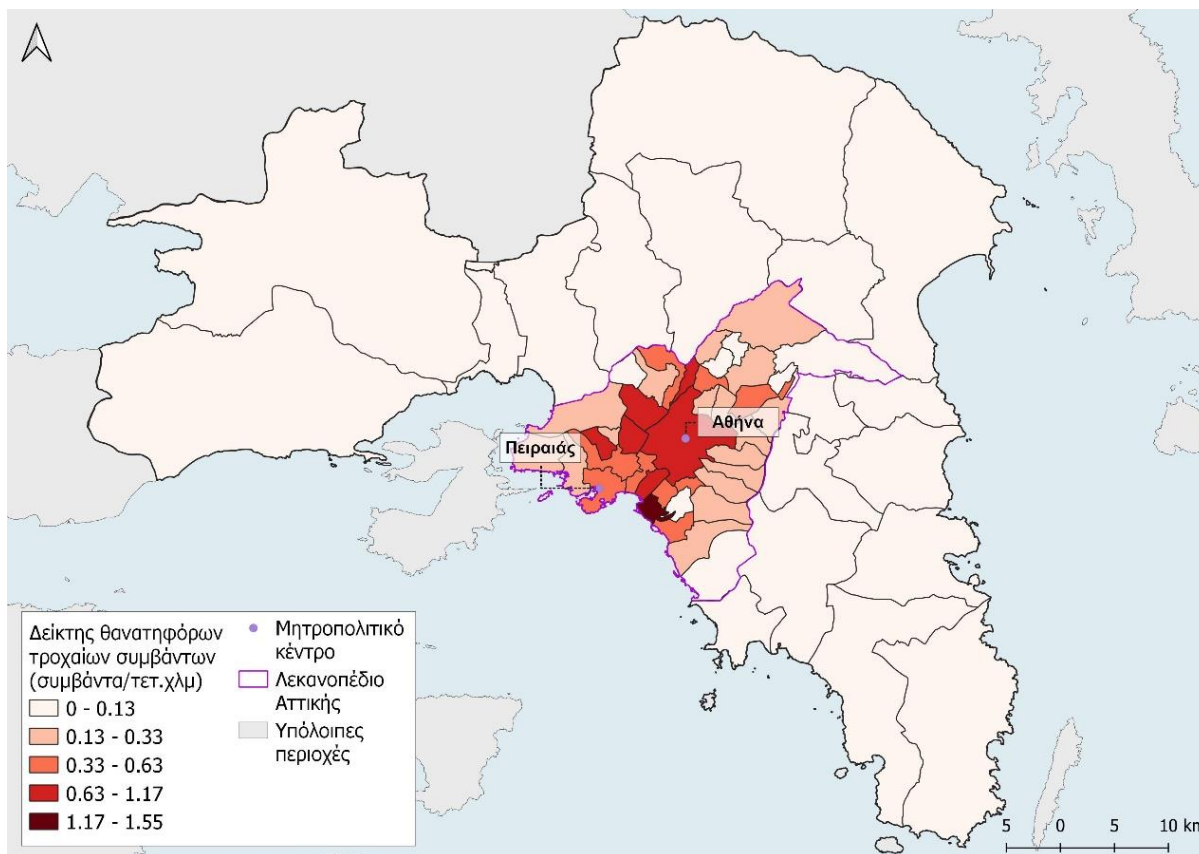 Αθήνα
Πειραιάς
Δείκτης θανατηφόρων
τροχαίων συμβάντων
(συμβάντα/τετ.χλμ)
0 - 0.13
0.13 - 0.33
0.33 - 0.63
0.63 - 1.17
1.17 - 1.55
Μητροπολιτικό
κέντρο
Λεκανοπέδιο
Αττικής
Υπόλοιπες
περιοχές
5 0 5 10 km